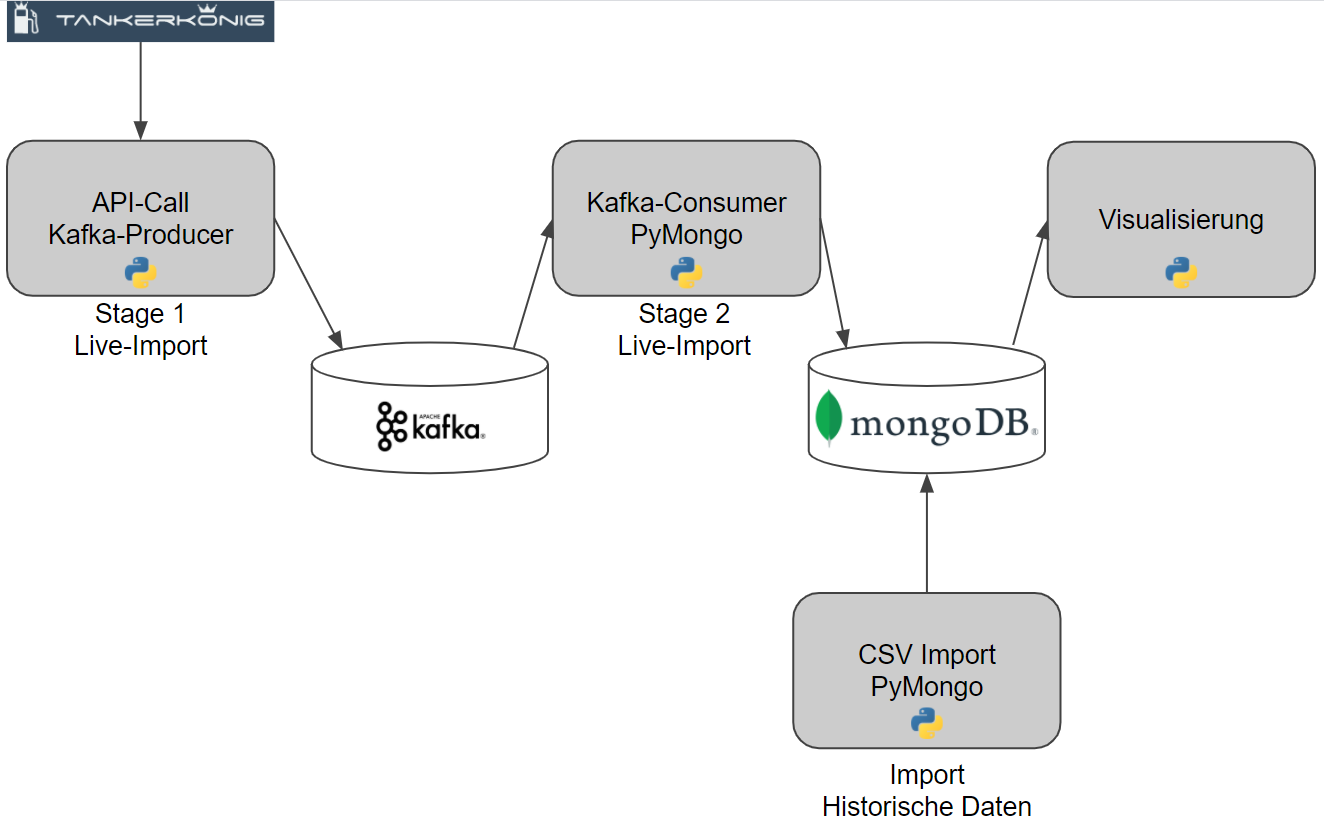 TANKERKÖNIG
API-Call
Kafka-Producer
Stage 1
Live-Import
APACHE
kafka®
Kafka-Consumer
PyMongo
Stage 2
Live-Import
mongoDB®
Visualisierung
CSV Import
PyMongo
Import
Historische Daten